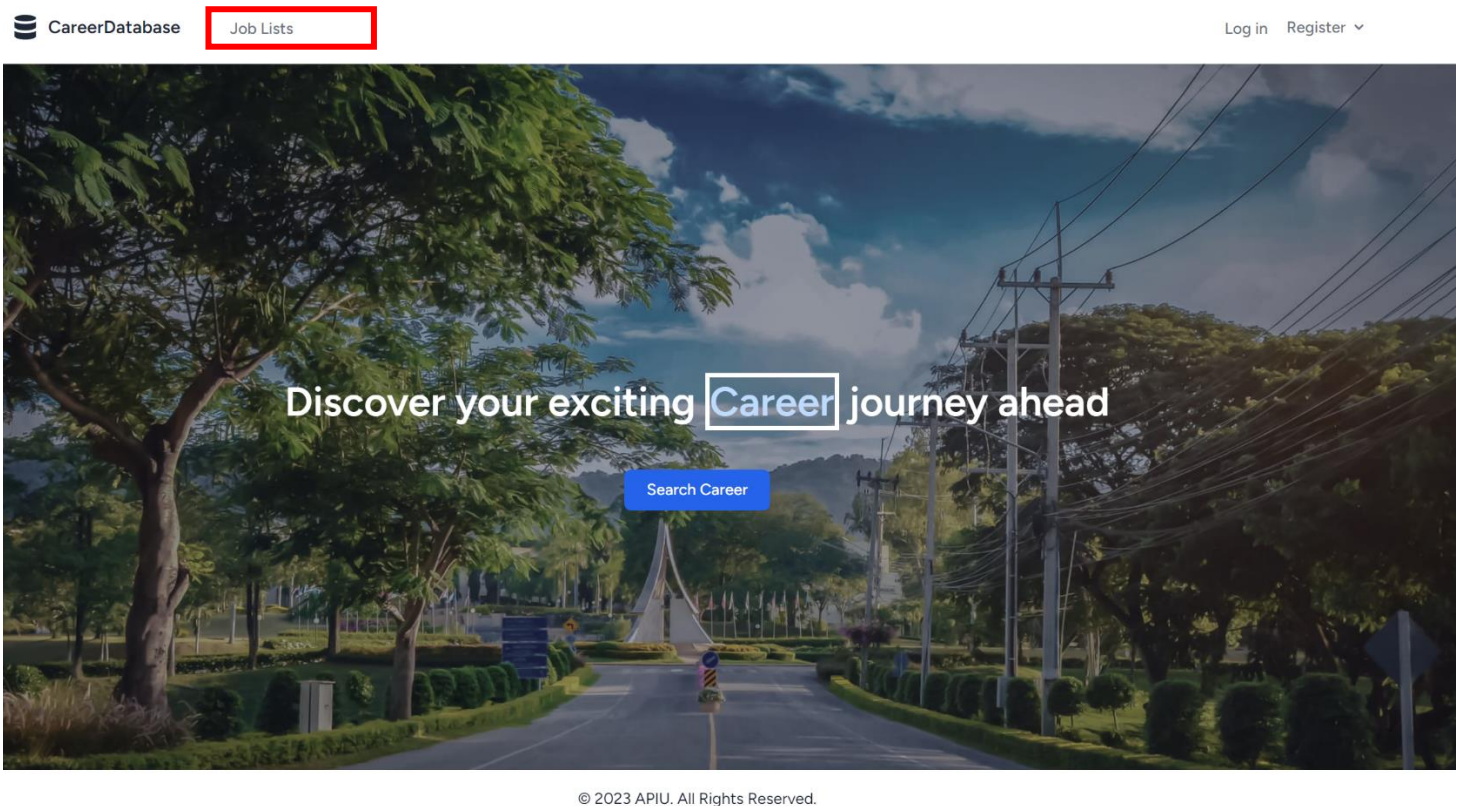 CareerDatabase Job Lists Log in Register
Discover your exciting Career journey ahead
Search Career
© 2023 APIU. All Rights Reserved.